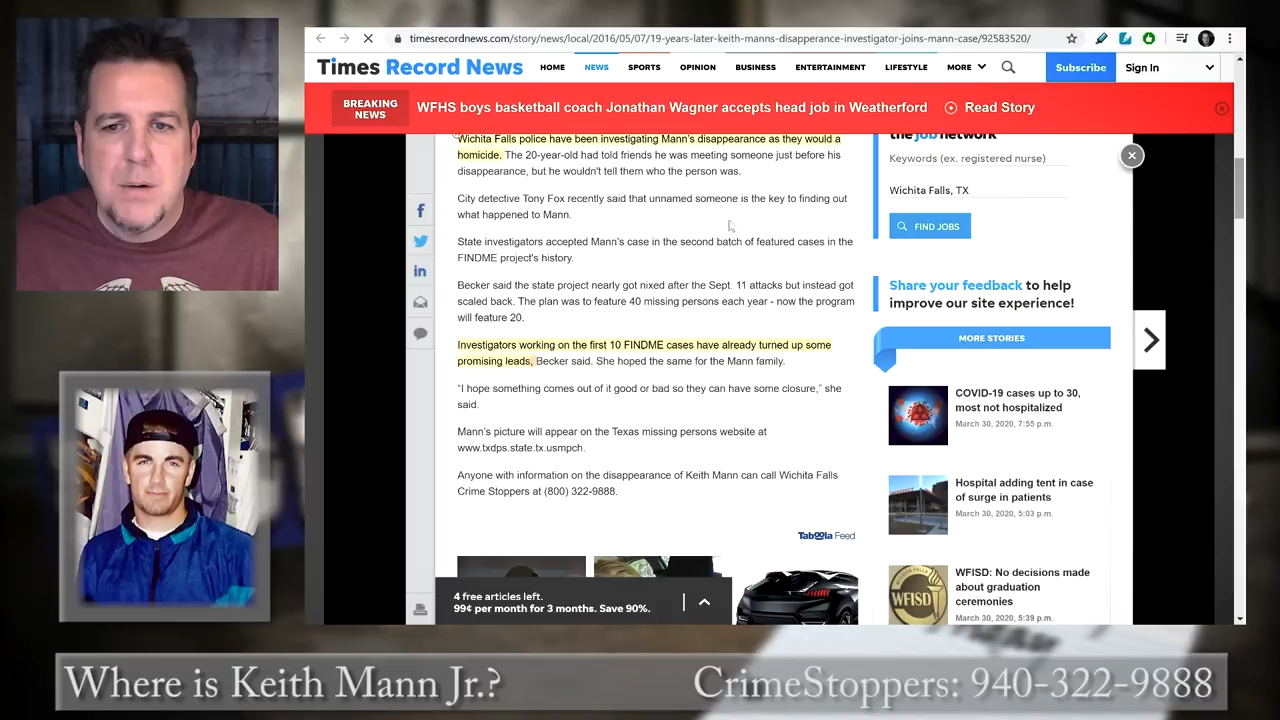 timesrecordnews.com/story/news/local/2016/05/07/19-years-later-keith-manns-disapperance-investigator-joins-mann-case/92583520/
Times Record News
HOME
NEWS
SPORTS
OPINION
BUSINESS
ENTERTAINMENT
LIFESTYLE
MORE
Subscribe
Sign In
BREAKING
NEWS
WFHS boys basketball coach Jonathan Wagner accepts head job in Weatherford
Read Story
Wichita Falls police have been investigating Mann's disappearance as they would a
homicide. The 20-year-old had told friends he was meeting someone just before his
disappearance, but he wouldn't tell them who the person was.
City detective Tony Fox recently said that unnamed someone is the key to finding out
what happened to Mann.
State investigators accepted Mann's case in the second batch of featured cases in the
FINDME project's history.
Becker said the state project nearly got nixed after the Sept. 11 attacks but instead got
scaled back. The plan was to feature 40 missing persons each year - now the program
will feature 20.
Investigators working on the first 10 FINDME cases have already turned up some
promising leads, Becker said. She hoped the same for the Mann family.
"I hope something comes out of it good or bad so they can have some closure," she
said.
Mann's picture will appear on the Texas missing persons website at
www.txdps.state.tx.usmpch.
Anyone with information on the disappearance of Keith Mann can call Wichita Falls
Crime Stoppers at (800) 322-9888.
Taboola Feed
4 free articles left.
99¢ per month for 3 months. Save 90%.
the job network
Keywords (ex. registered nurse)
Wichita Falls, TX
FIND JOBS
Share your feedback to help
improve our site experience!
MORE STORIES
COVID-19 cases up to 30,
most not hospitalized
March 30, 2020, 7:55 p.m.
Hospital adding tent in case
of surge in patients
March 30, 2020, 5:03 p.m.
WFISD: No decisions made
about graduation
ceremonies
March 30, 2020, 5:39 p.m.
WFISD
Where is Keith Mann Jr.?
CrimeStoppers: 940-322-9888